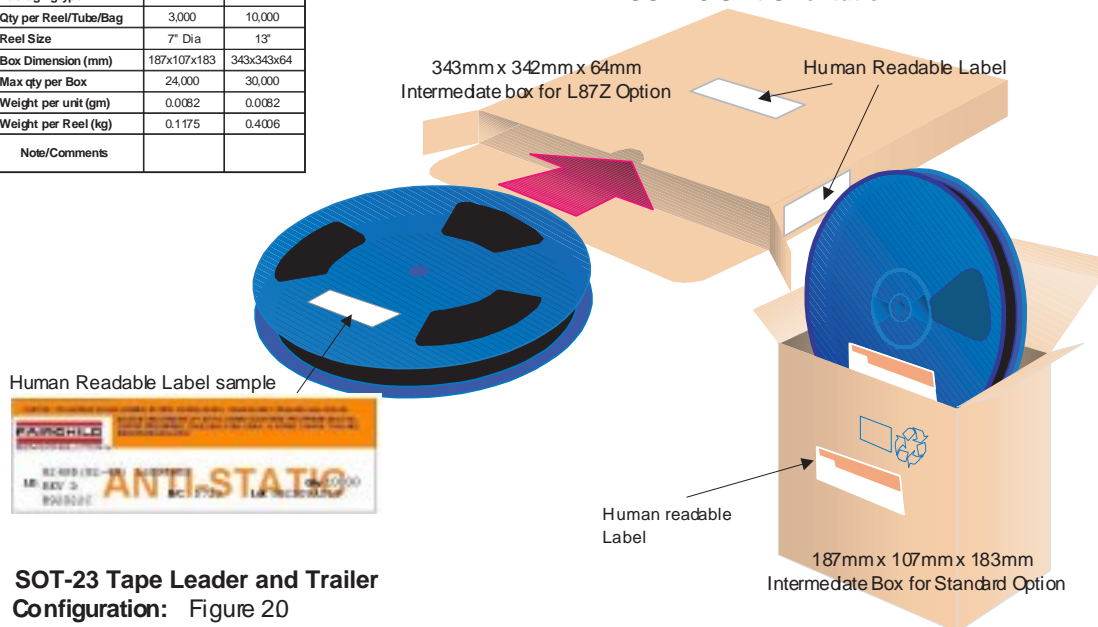 Qty per Reel/Tube/Bag 3,000 10,000
Reel Size 7" Dia 13"
Box Dimension (mm) 187x107x183 343x343x64
Max qty per Box 24,000 30,000
Weight per unit (gm) 0.0082 0.0082
Weight per Reel (kg) 0.1175 0.4006
Note/Comments
343mm x 342mm x 64mm
Intermediate box for L87Z Option
Human Readable Label
Human Readable Label sample
FAIRCHILD
ANTI-STATIC
Human readable
Label
187mm x 107mm x 183mm
Intermediate Box for Standard Option
SOT-23 Tape Leader and Trailer
Configuration: Figure 2.0